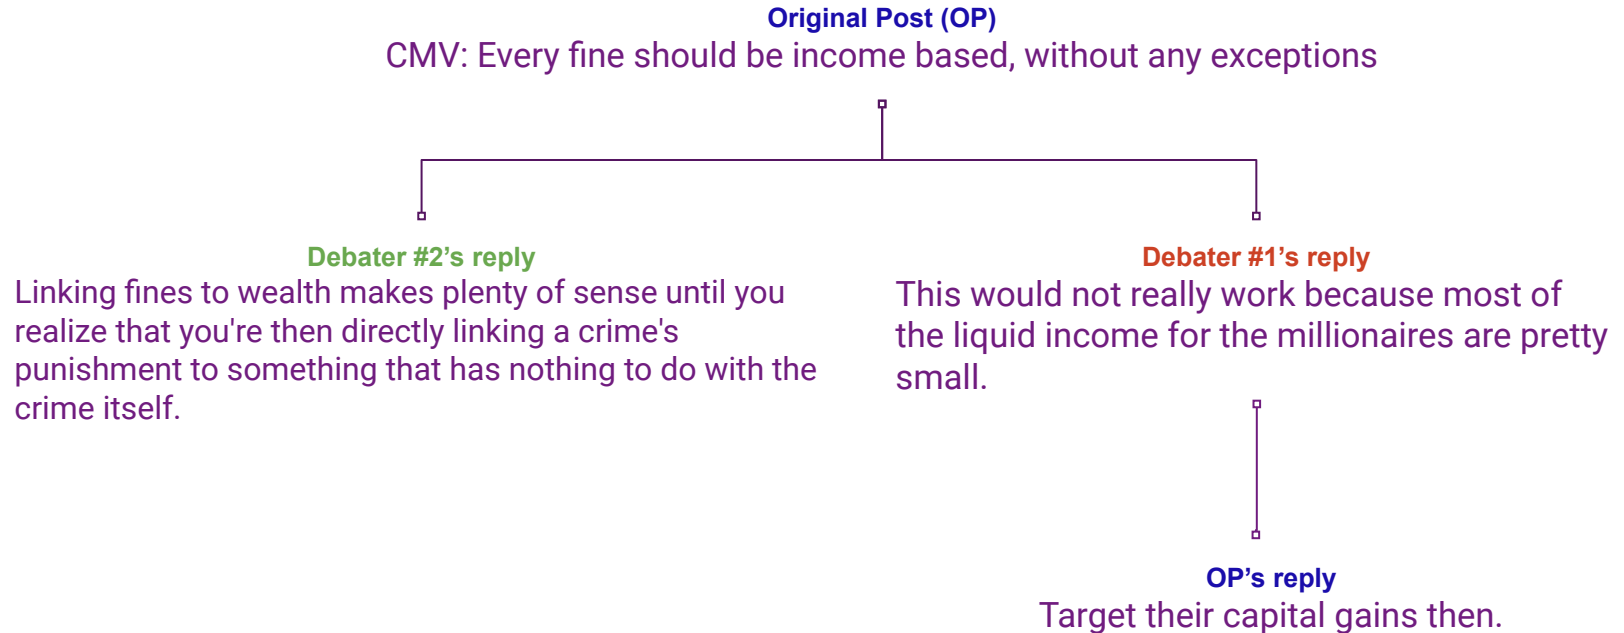 Original Post (OP)
CMV: Every fine should be income based, without any exceptions
Debater #2’s reply
Linking fines to wealth makes plenty of sense until you
realize that you're then directly linking a crime's
punishment to something that has nothing to do with the
crime itself.
Debater #1’s reply
This would not really work because most of
the liquid income for the millionaires are pretty
small.
OP’s reply
Target their capital gains then.